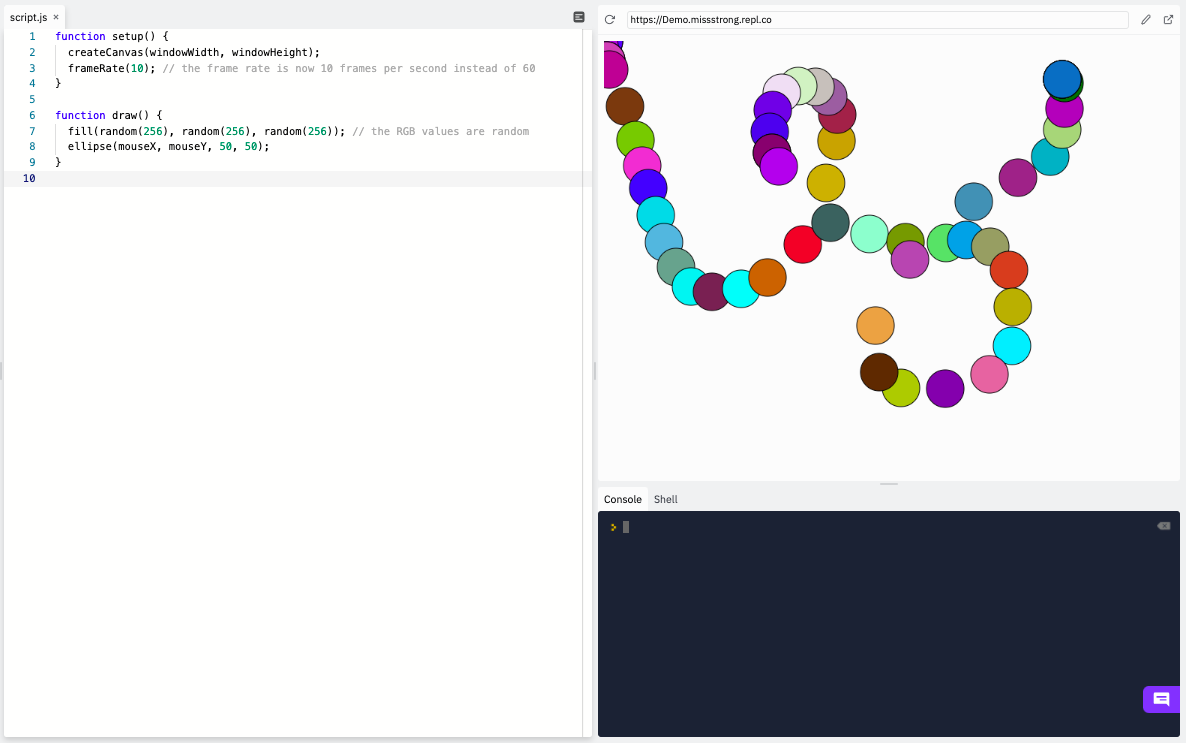 script.js ×
1 function setup() {
2 createCanvas(windowWidth, windowHeight);
3 frameRate(10); // the frame rate is now 10 frames per second instead of 60
4 }
5
6 function draw() {
7 fill(random(256), random(256), random(256)); // the RGB values are random
8 ellipse(mouseX, mouseY, 50, 50);
9 }
10
https://Demo.missstrong.repl.co
Console Shell